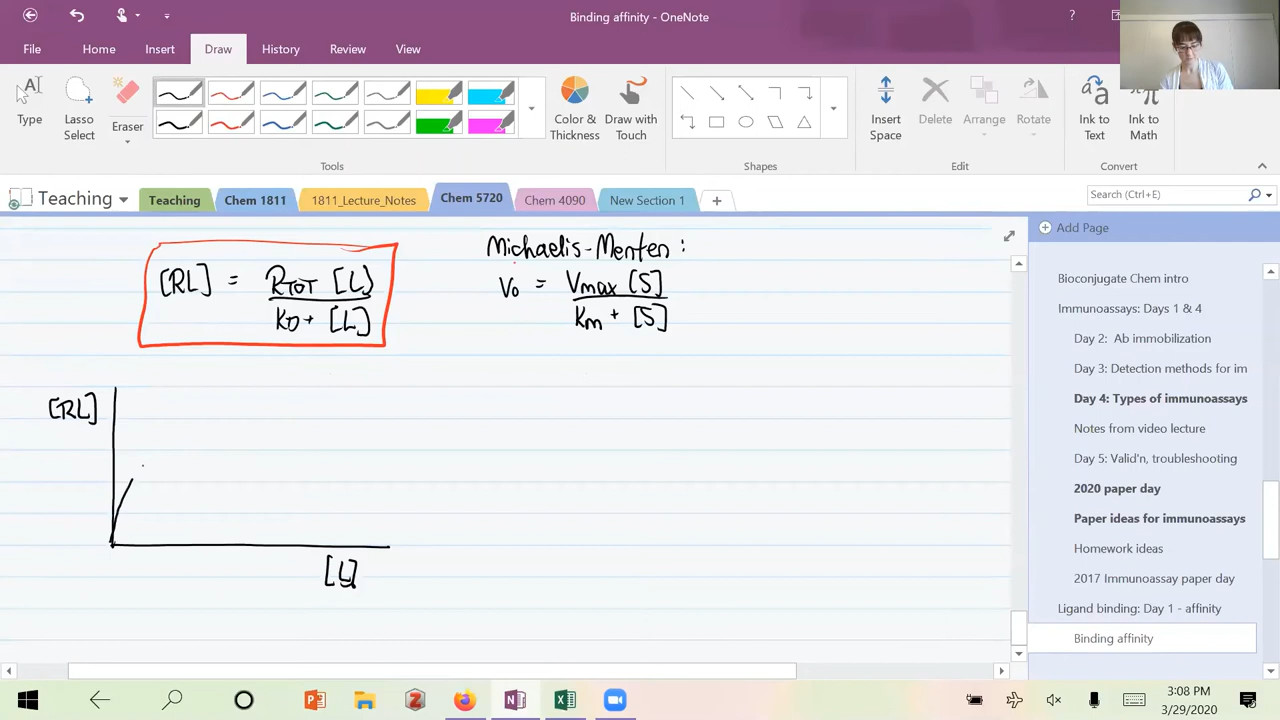 Binding affinity - OneNote
?
File Home Insert Draw History Review View
Type
Lasso Select
Eraser
Color & Thickness
Draw with Touch
Insert Space
Delete
Arrange
Rotate
Ink to Text
Ink to Math
Tools
Shapes
Edit
Convert
Teaching
Teaching
Chem 1811
1811_Lecture_Notes
Chem 5720
Chem 4090
New Section 1
Search (Ctrl+E)
Add Page
[RL] = RTOT [L] / KD + [L]
Michaelis-Menten :
Vo = Vmax [S] / Km + [S]
[RL]
[L]
Bioconjugate Chem intro
Immunoassays: Days 1 & 4
Day 2: Ab immobilization
Day 3: Detection methods for im
Day 4: Types of immunoassays
Notes from video lecture
Day 5: Valid'n, troubleshooting
2020 paper day
Paper ideas for immunoassays
Homework ideas
2017 Immunoassay paper day
Ligand binding: Day 1 - affinity
Binding affinity
3:08 PM
3/29/2020